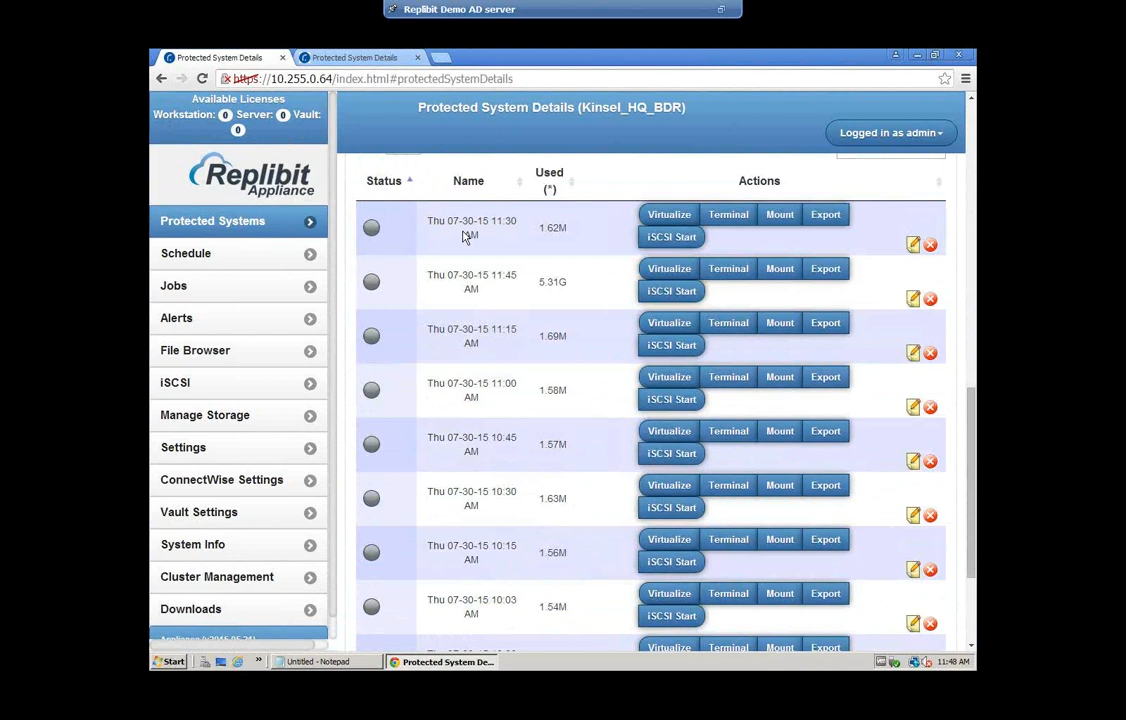 Replibit Demo AD server
Protected System Details
Protected System Details
https://10.255.0.64/index.html#protectedSystemDetails
Available Licenses
Workstation: 0 Server: 0 Vault:
0
Protected System Details (Kinsel_HQ_BDR)
Logged in as admin
Replibit
Appliance
Protected Systems
Schedule
Jobs
Alerts
File Browser
iSCSI
Manage Storage
Settings
ConnectWise Settings
Vault Settings
System Info
Cluster Management
Downloads
Status Name Used (*) Actions
Thu 07-30-15 11:30
AM
1.62M
Virtualize Terminal Mount Export
iSCSI Start
Thu 07-30-15 11:45
AM
5.31G
Virtualize Terminal Mount Export
iSCSI Start
Thu 07-30-15 11:15
AM
1.69M
Virtualize Terminal Mount Export
iSCSI Start
Thu 07-30-15 11:00
AM
1.58M
Virtualize Terminal Mount Export
iSCSI Start
Thu 07-30-15 10:45
AM
1.57M
Virtualize Terminal Mount Export
iSCSI Start
Thu 07-30-15 10:30
AM
1.63M
Virtualize Terminal Mount Export
iSCSI Start
Thu 07-30-15 10:15
AM
1.56M
Virtualize Terminal Mount Export
iSCSI Start
Thu 07-30-15 10:03
AM
1.54M
Virtualize Terminal Mount Export
iSCSI Start
Virtualize Terminal Mount Export
Start
Untitled - Notepad
Protected System De...
11:48 AM